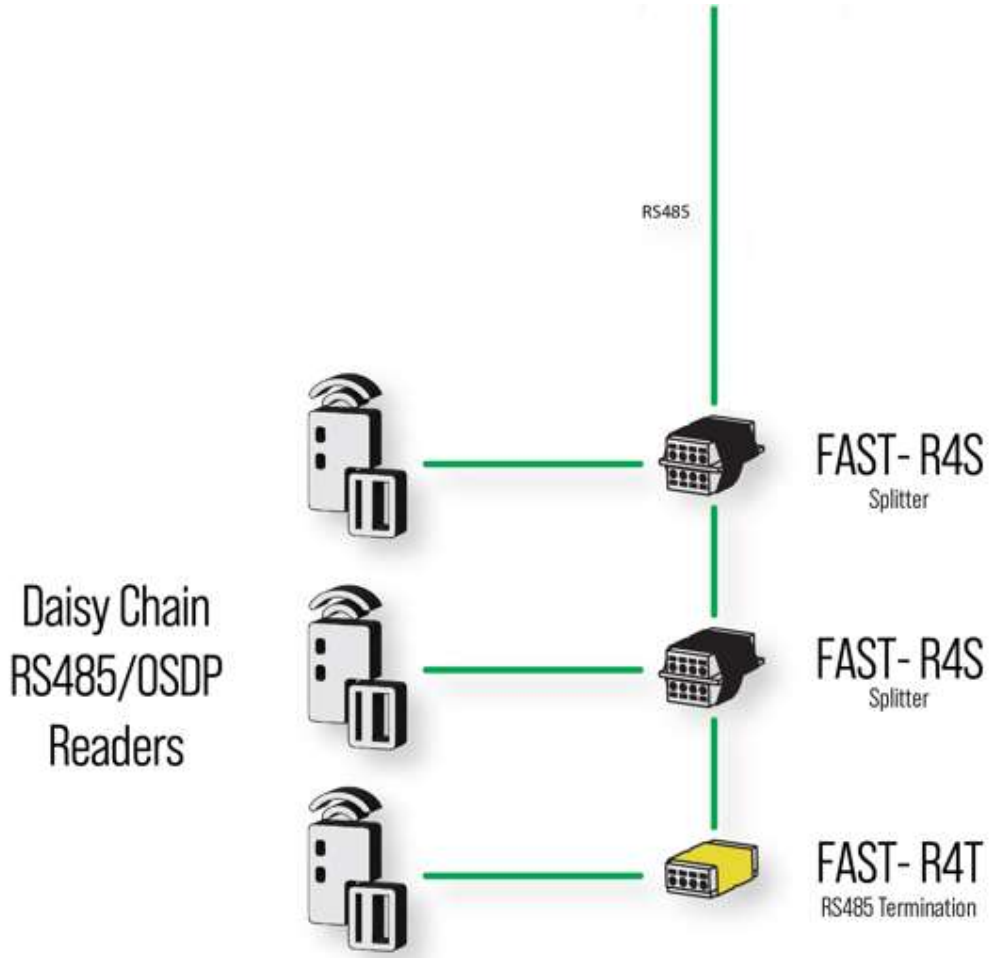 RS485
FAST- R4S
Splitter
Daisy Chain
RS485/OSDP
Readers
FAST- R4S
Splitter
FAST- R4T
RS485 Termination